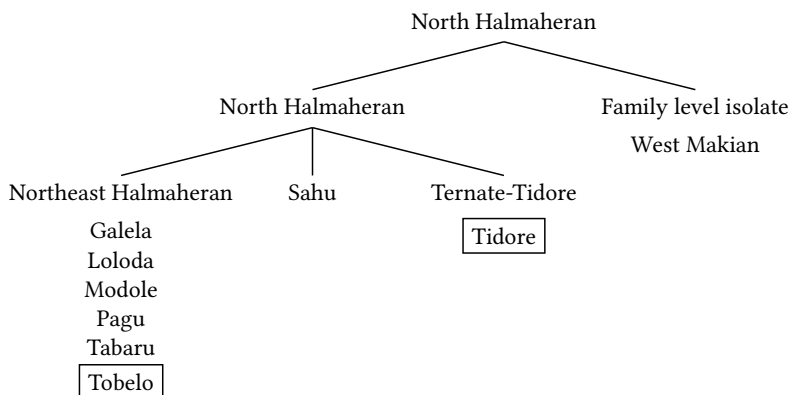 North Halmaheran
North Halmaheran
Family level isolate
West Makian
Northeast Halmaheran
Sahu
Ternate-Tidore
Galela
Loloda
Modole
Pagu
Tabaru
Tobelo
Tidore